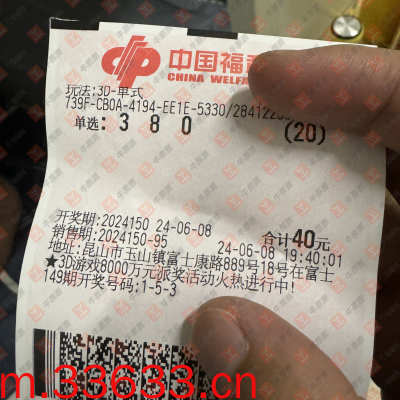 中国福
CHINA WELFA
玩法:3D-单式
739F-CB0A-4194-EE1E-5330/2841223
单选: 3 8 0 (20)
开奖期:2024150 24-06-08 合计40元
销售期:2024150-95 24-06-08 19:40:01
地址:昆山市玉山镇富士康路889号18号在富士
★3D游戏8000万元派奖活动火热进行中!
149期开奖号码:1-5-3
m.33633.cn